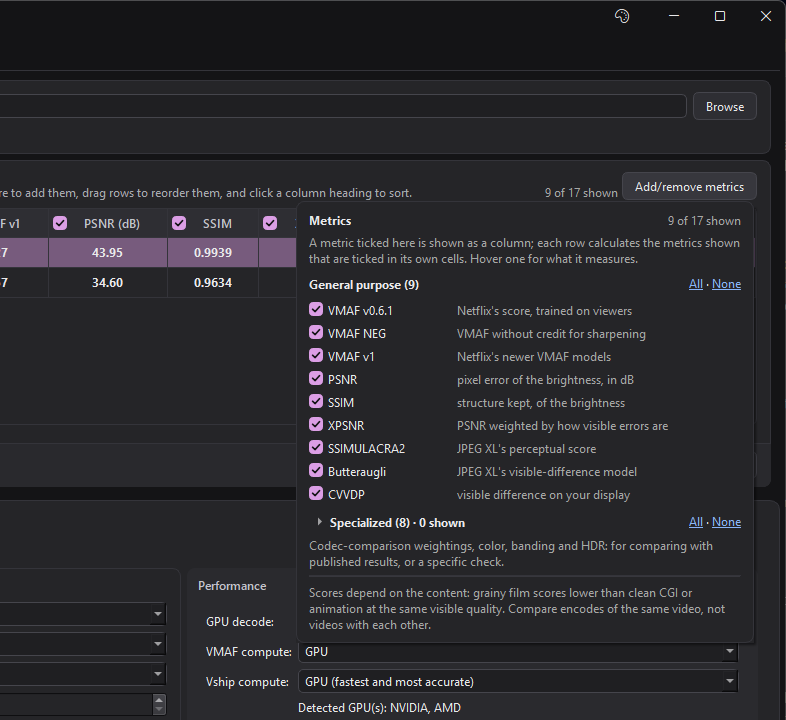 Browse
re to add them, drag rows to reorder them, and click a column heading to sort.
9 of 17 shown
Add/remove metrics
F v1 PSNR (dB) SSIM
7 43.95 0.9939
7 34.60 0.9634
Metrics 9 of 17 shown
A metric ticked here is shown as a column; each row calculates the metrics shown
that are ticked in its own cells. Hover one for what it measures.
General purpose (9) All · None
VMAF v0.6.1 Netflix's score, trained on viewers
VMAF NEG VMAF without credit for sharpening
VMAF v1 Netflix's newer VMAF models
PSNR pixel error of the brightness, in dB
SSIM structure kept, of the brightness
XPSNR PSNR weighted by how visible errors are
SSIMULACRA2 JPEG XL's perceptual score
Butteraugli JPEG XL's visible-difference model
CVVDP visible difference on your display
Specialized (8) · 0 shown All · None
Codec-comparison weightings, color, banding and HDR: for comparing with
published results, or a specific check.
Scores depend on the content: grainy film scores lower than clean CGI or
animation at the same visible quality. Compare encodes of the same video, not
videos with each other.
Performance
GPU decode:
VMAF compute: GPU
Vship compute: GPU (fastest and most accurate)
Detected GPU(s): NVIDIA, AMD